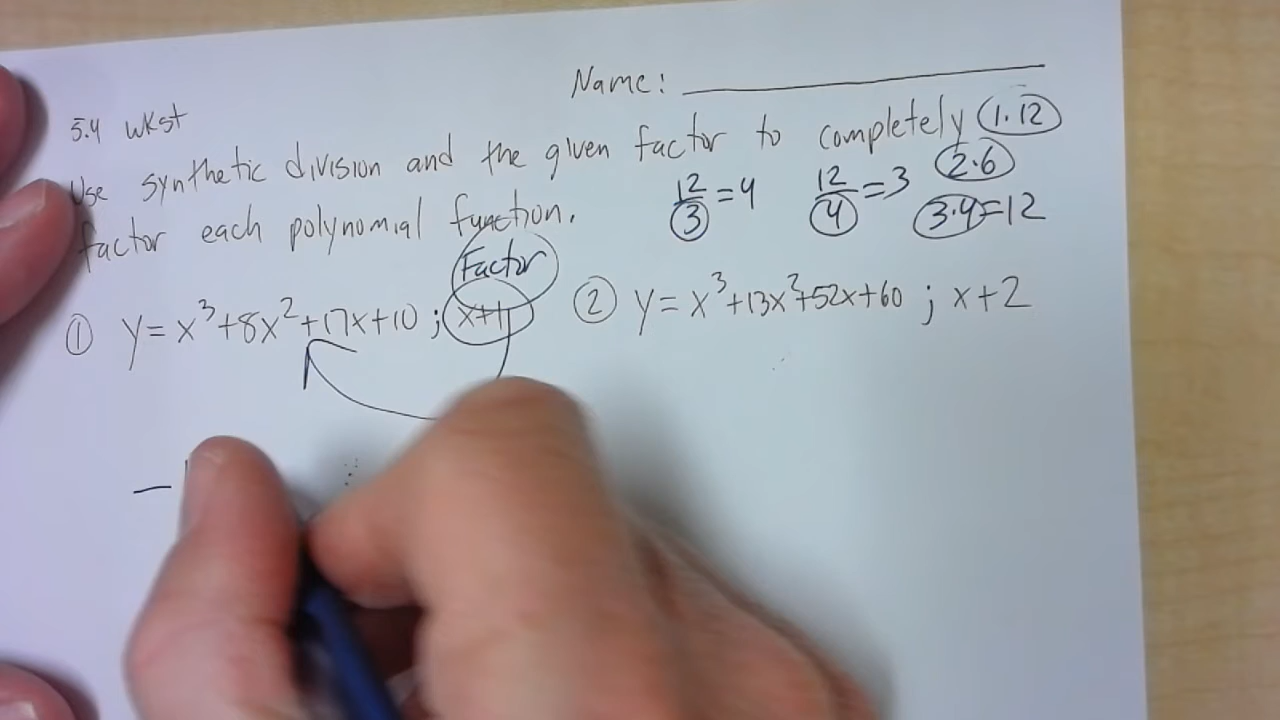 Name:
5.4 wkst
Use synthetic division and the given factor to completely
factor each polynomial function.
1·12
2·6
3·4=12
12/3 = 4
12/4 = 3
Factor
① y=x³+8x²+17x+10 ; x+1
② y=x³+13x²+52x+60 ; x+2